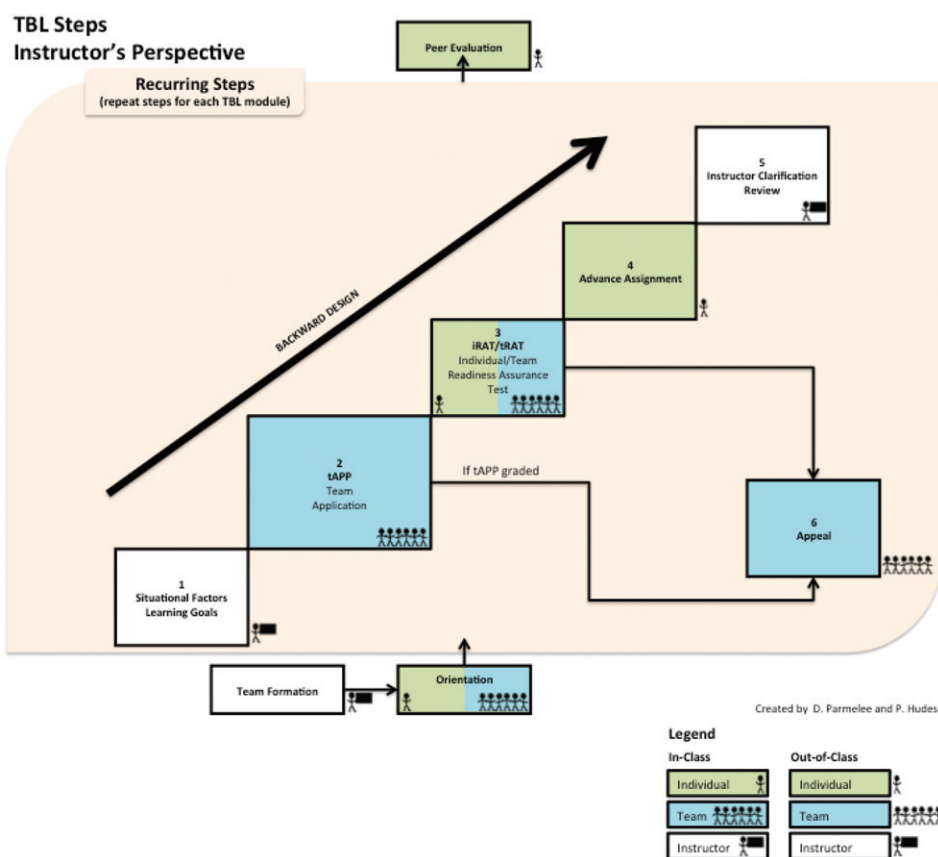 TBL Steps
Instructor's Perspective
Peer Evaluation
Recurring Steps
(repeat steps for each TBL module)
5
Instructor Clarification
Review
4
Advance Assignment
BACKWARD DESIGN
3
iRAT/tRAT
Individual/Team
Readiness Assurance
Test
2
tAPP
Team
Application
If tAPP graded
6
Appeal
1
Situational Factors
Learning Goals
Team Formation
Orientation
Created by D. Parmelee and P. Hudes
Legend
In-Class
Out-of-Class
Individual
Individual
Team
Team
Instructor
Instructor